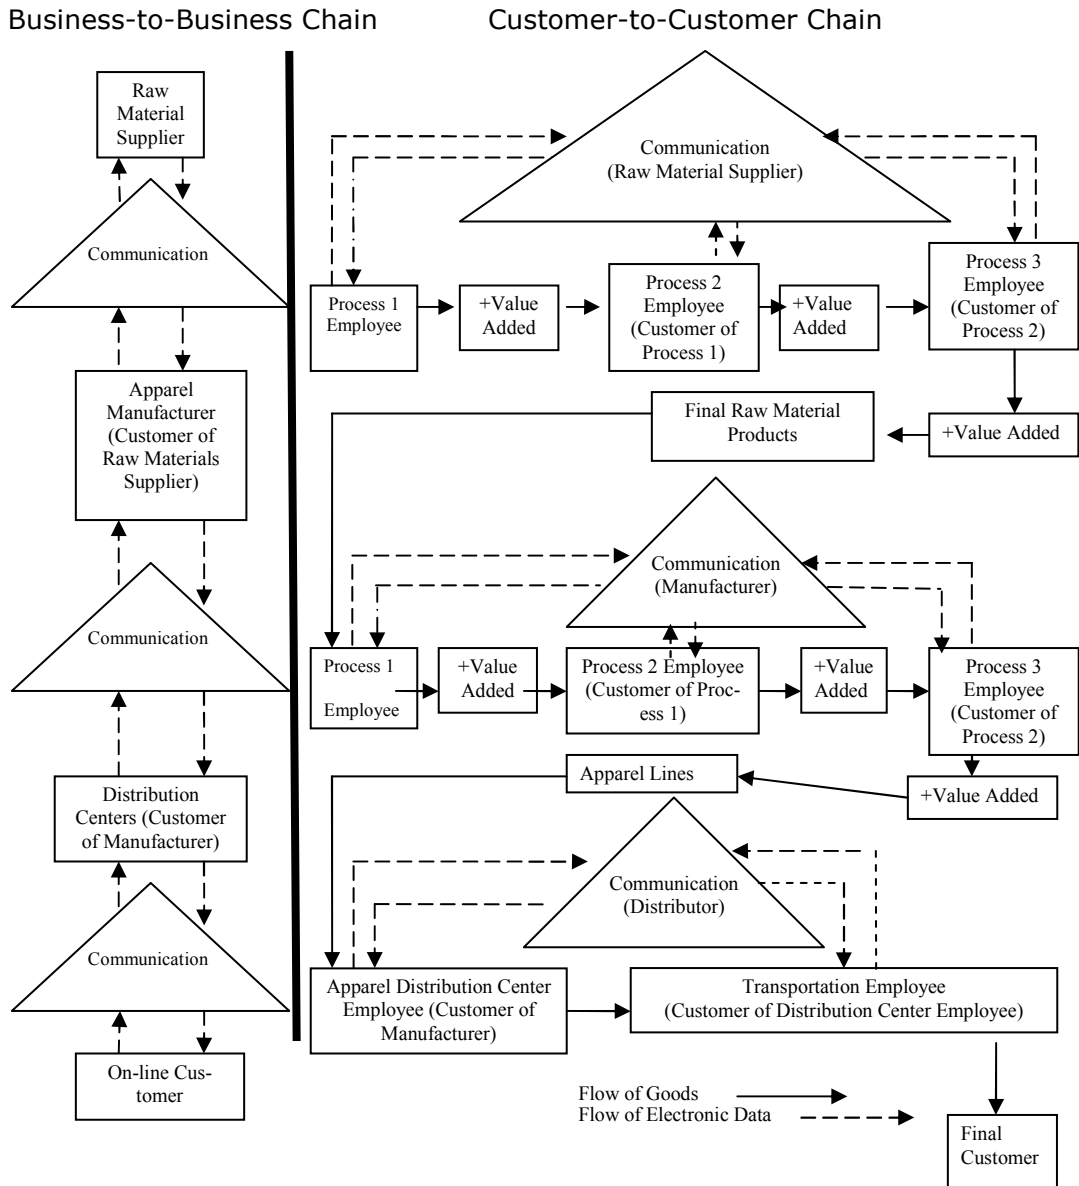 Business-to-Business Chain
Customer-to-Customer Chain
Raw
Material
Supplier
Communication
Apparel
Manufacturer
(Customer of
Raw Materials
Supplier)
Communication
Distribution
Centers (Customer
of Manufacturer)
Communication
On-line Cus-
tomer
Communication
(Raw Material Supplier)
Process 1
Employee
+Value
Added
Process 2
Employee
(Customer of
Process 1)
+Value
Added
Process 3
Employee
(Customer of
Process 2)
Final Raw Material
Products
+Value Added
Communication
(Manufacturer)
Process 1
Employee
+Value
Added
Process 2 Employee
(Customer of Proc-
ess 1)
+Value
Added
Process 3
Employee
(Customer of
Process 2)
Apparel Lines
+Value Added
Communication
(Distributor)
Apparel Distribution Center
Employee (Customer of
Manufacturer)
Transportation Employee
(Customer of Distribution Center Employee)
Flow of Goods
Flow of Electronic Data
Final
Customer